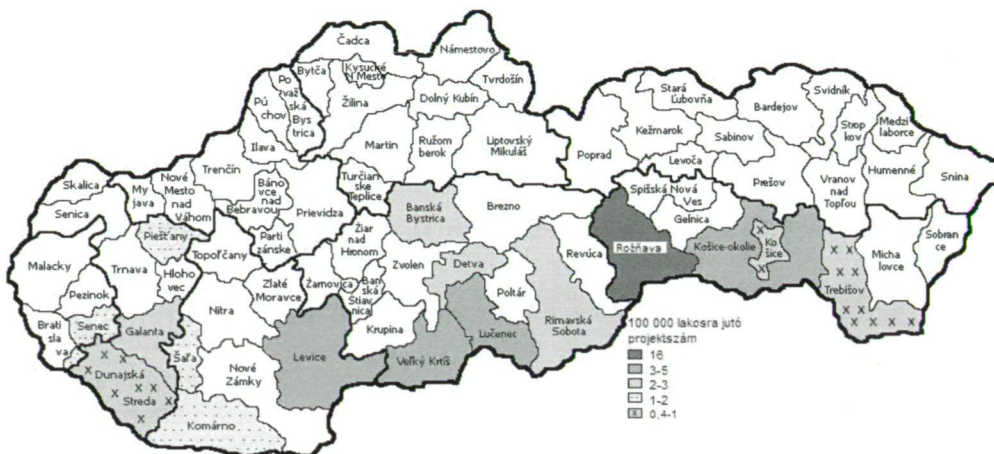 Čadca
Námestovo
Bytča
Kysucké
N Mesto
Tvrdošín
Po
važ
ská
Bys
trica
Pú
chov
Žilina
Dolný Kubín
Stará
Ľubovňa
Svidník
Bardejov
Strop
kov
Medzi
laborce
Ilava
Martin
Ružom
berok
Liptovský
Mikuláš
Kežmarok
Sabinov
Poprad
Levoča
Prešov
Vranov
nad
Topľou
Humenné
Snina
Trenčín
Turčian-
ske
Teplice
Skalica
My
java
Nové
Mesto
nad
Váhom
Báno
vce nad
Bebravou
Prievidza
Banská
Bystrica
Brezno
Spišská Nová
Ves
Gelnica
Senica
Piešťany
Topoľčany
Parti
zánske
Žiar
nad
Hronom
Rožňava
Košice-okolie
Ko
šice
Sobran
ce
Micha
lovce
Malacky
Trnava
Hloho
vec
Zvolen
Detva
Revúca
Trebišov
Pezinok
Zlaté
Moravce
Žarnovica
Ban
ská
Štiav
nica
Poltár
Brati
sla
va
Senec
Galanta
Nitra
Krupina
Lučenec
Rimavská
Sobota
Šaľa
Levice
Veľký Krtíš
Dunajská
Streda
Nové
Zámky
Komárno
100 000 lakosra jutó
projektszám
16
3-5
2-3
1-2
0,4-1